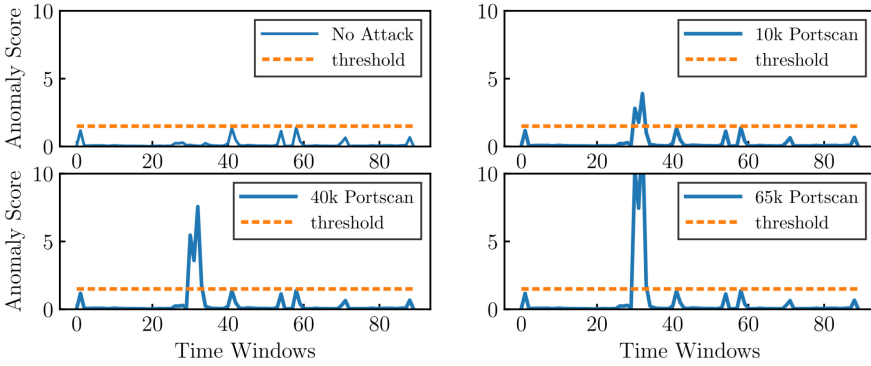 Anomaly Score
10
5
0
No Attack
threshold
0 20 40 60 80
10
5
0
10k Portscan
threshold
0 20 40 60 80
Anomaly Score
10
5
0
40k Portscan
threshold
0 20 40 60 80
Time Windows
10
5
0
65k Portscan
threshold
0 20 40 60 80
Time Windows